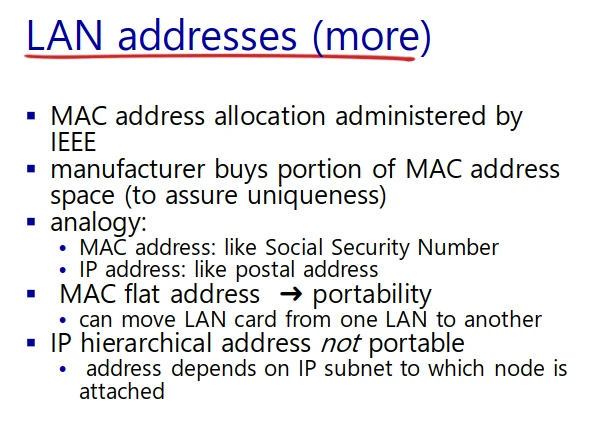 LAN addresses (more)
▪ MAC address allocation administered by
IEEE
▪ manufacturer buys portion of MAC address
space (to assure uniqueness)
▪ analogy:
• MAC address: like Social Security Number
• IP address: like postal address
▪ MAC flat address ➜ portability
• can move LAN card from one LAN to another
▪ IP hierarchical address not portable
• address depends on IP subnet to which node is
attached